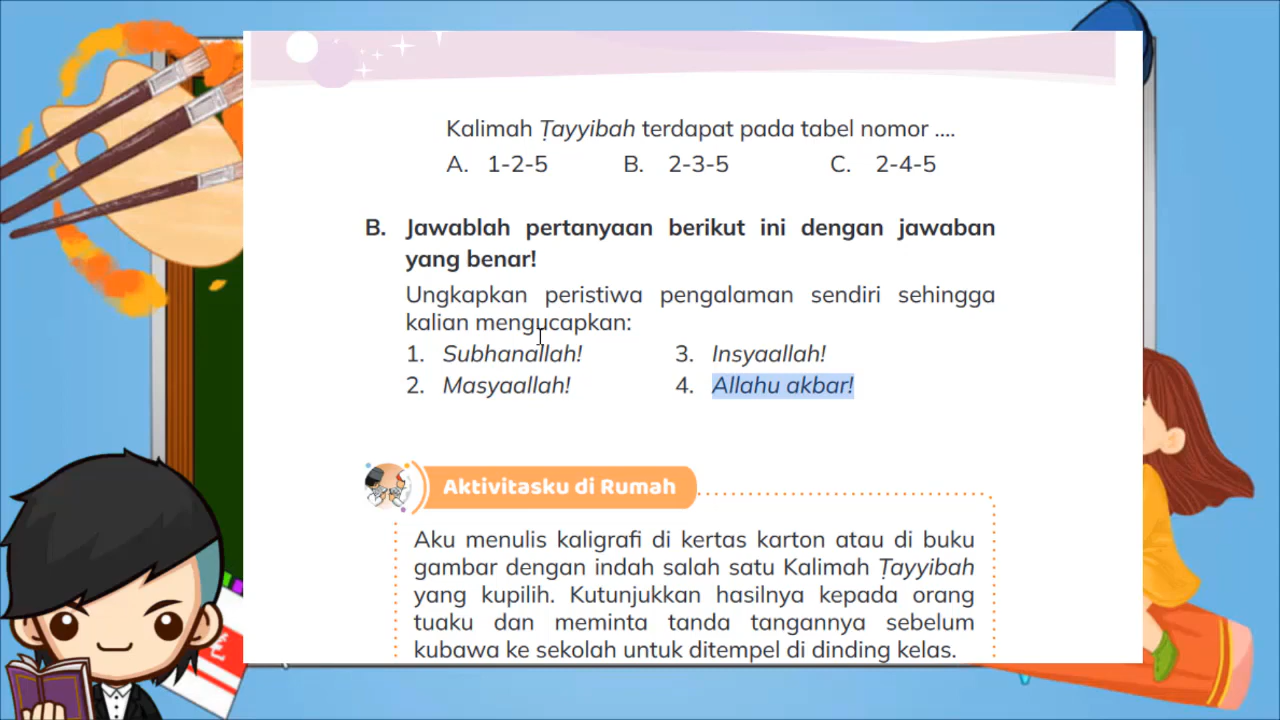 Kalimah Ṭayyibah terdapat pada tabel nomor ....
A. 1-2-5 B. 2-3-5 C. 2-4-5
B. Jawablah pertanyaan berikut ini dengan jawaban
yang benar!
Ungkapkan peristiwa pengalaman sendiri sehingga
kalian mengucapkan:
1. Subhanallah! 3. Insyaallah!
2. Masyaallah! 4. Allahu akbar!
Aktivitasku di Rumah
Aku menulis kaligrafi di kertas karton atau di buku
gambar dengan indah salah satu Kalimah Ṭayyibah
yang kupilih. Kutunjukkan hasilnya kepada orang
tuaku dan meminta tanda tangannya sebelum
kubawa ke sekolah untuk ditempel di dinding kelas.